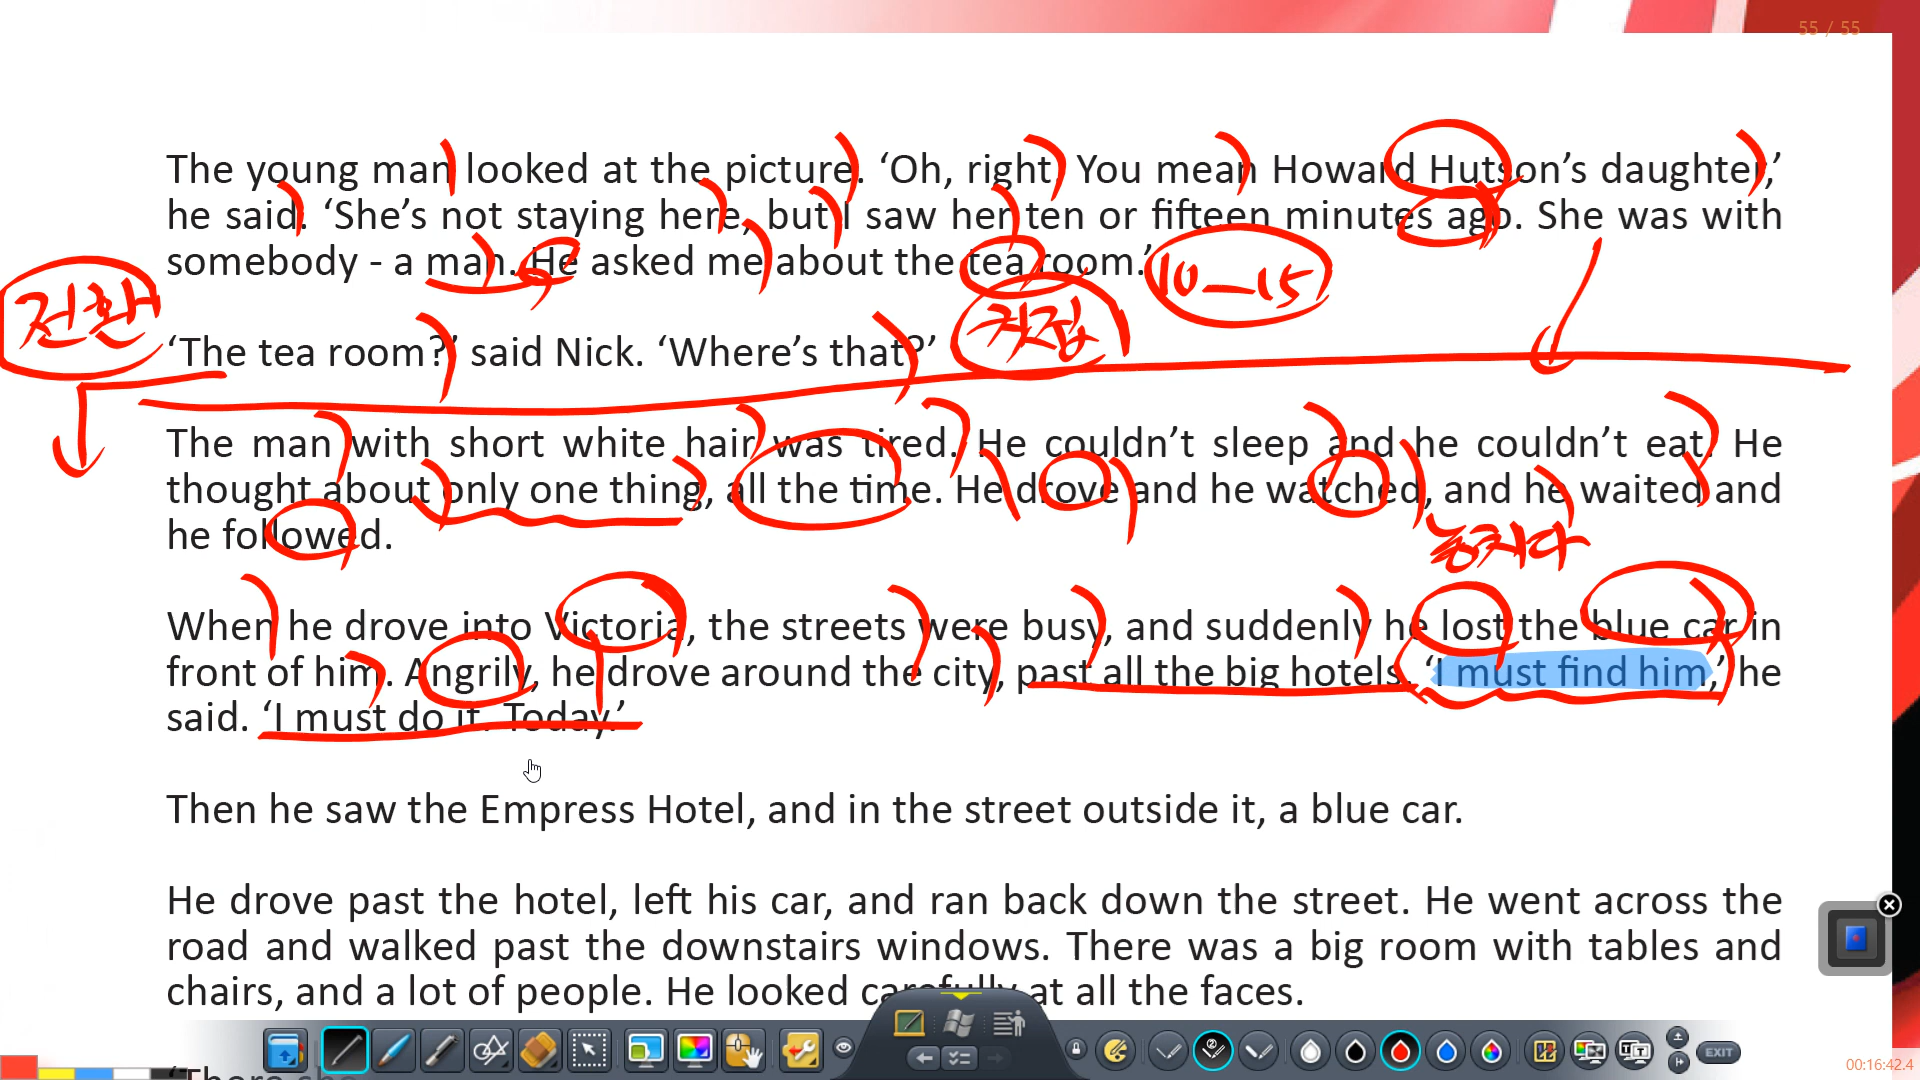 55 / 55
The young man looked at the picture. ‘Oh, right. You mean Howard Hutson’s daughter,’
he said. ‘She’s not staying here, but I saw her ten or fifteen minutes ago. She was with
somebody - a man. He asked me about the tea room.’
10-15
전환
찻집
‘The tea room?’ said Nick. ‘Where’s that?’
The man with short white hair was tired. He couldn’t sleep and he couldn’t eat. He
thought about only one thing, all the time. He drove and he watched, and he waited and
he followed.
놓치다
When he drove into Victoria, the streets were busy, and suddenly he lost the blue car in
front of him. Angrily, he drove around the city, past all the big hotels. ‘I must find him,’ he
said. ‘I must do it. Today.’
Then he saw the Empress Hotel, and in the street outside it, a blue car.
He drove past the hotel, left his car, and ran back down the street. He went across the
road and walked past the downstairs windows. There was a big room with tables and
chairs, and a lot of people. He looked carefully at all the faces.
EXIT
00:16:42.4